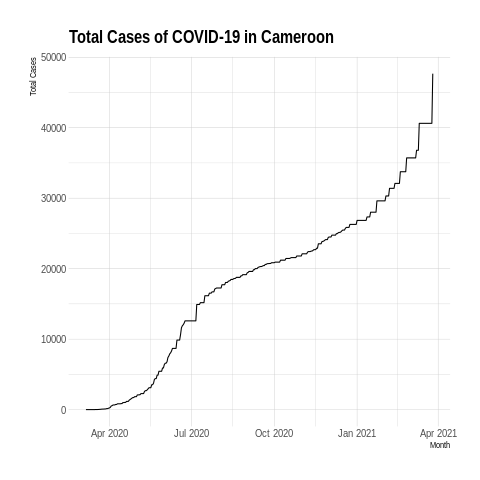 Total Cases of COVID-19 in Cameroon
Total Cases
50000
40000
30000
20000
10000
0
Apr 2020 Jul 2020 Oct 2020 Jan 2021 Apr 2021
Month